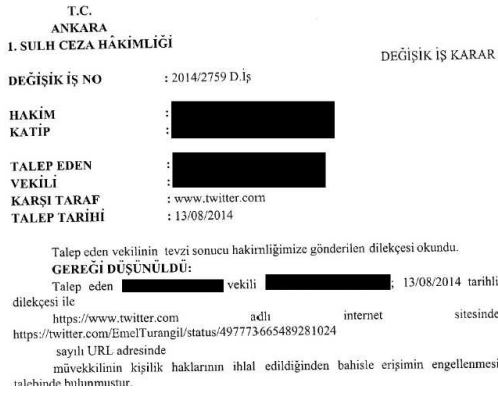 T.C.
ANKARA
1. SULH CEZA HÂKİMLİĞİ
DEĞİŞİK İŞ KARAR
DEĞİŞİK İŞ NO : 2014/2759 D.İş
HAKİM :
KATİP :
TALEP EDEN :
VEKİLİ :
KARŞI TARAF : www.twitter.com
TALEP TARİHİ : 13/08/2014
Talep eden vekilinin tevzi sonucu hakimliğimize gönderilen dilekçesi okundu.
GEREĞİ DÜŞÜNÜLDÜ:
Talep eden vekili ; 13/08/2014 tarihli
dilekçesi ile
https://www.twitter.com adlı internet sitesinde
https://twitter.com/EmelTurangil/status/497773665489281024
sayılı URL adresinde
müvekkilinin kişilik haklarının ihlal edildiğinden bahisle erişimin engellenmesi
talebinde bulunmuştur.